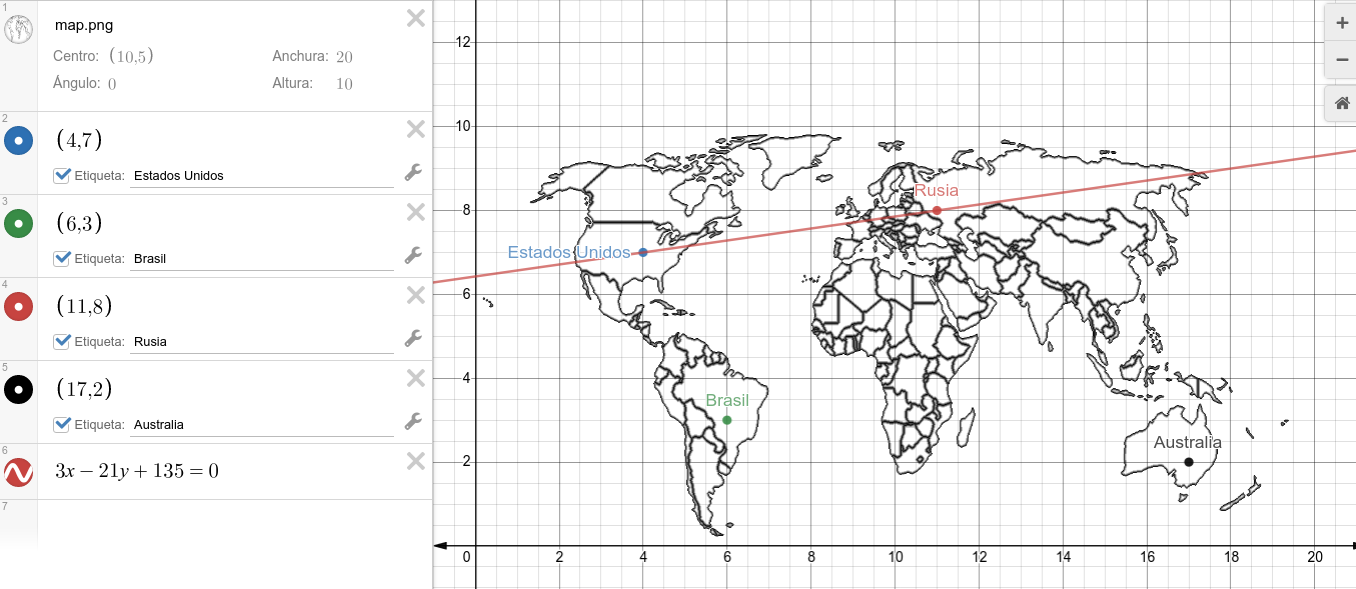 1
map.png
Centro: (10,5) Anchura: 20
Ángulo: 0 Altura: 10
2
(4,7)
Etiqueta: Estados Unidos
3
(6,3)
Etiqueta: Brasil
4
(11,8)
Etiqueta: Rusia
5
(17,2)
Etiqueta: Australia
6
3x − 21y + 135 = 0
7
12
10
8
6
4
2
Rusia
Estados Unidos
Brasil
Australia
0 2 4 6 8 10 12 14 16 18 20
+
−